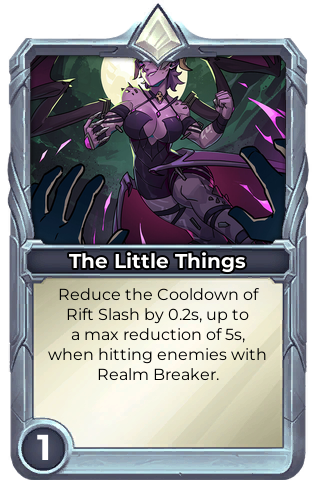 The Little Things
Reduce the Cooldown of
Rift Slash by 0.2s, up to
a max reduction of 5s,
when hitting enemies with
Realm Breaker.
1